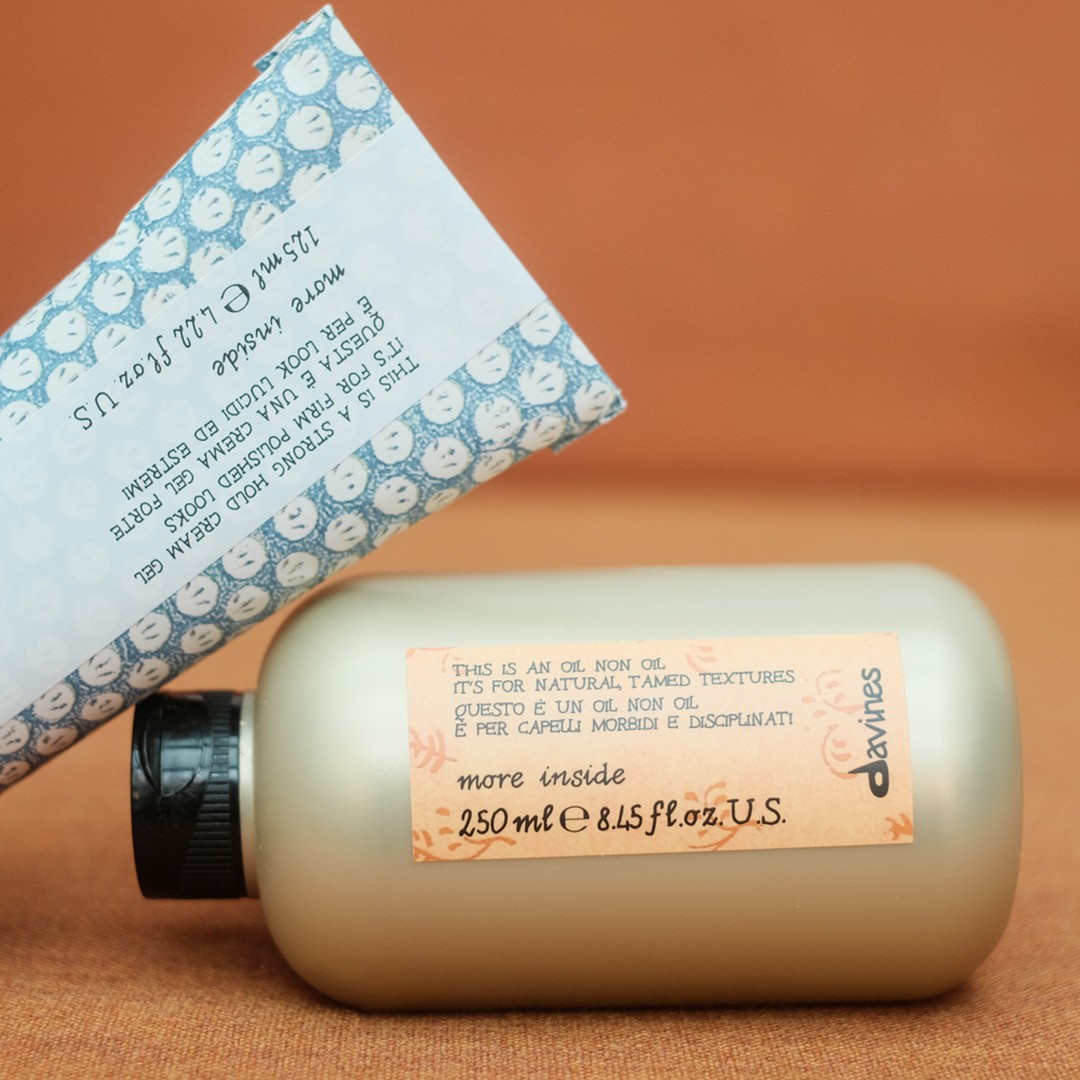 THIS IS A STRONG HOLD CREAM GEL
IT'S FOR FIRM POLISHED LOOKS
QUESTA È UNA CREMA GEL FORTE
È PER LOOK LUCIDI ED ESTREMI
more inside
125 ml ℮ 4.22 fl.oz. U.S.
THIS IS AN OIL NON OIL
IT'S FOR NATURAL, TAMED TEXTURES
QUESTO È UN OIL NON OIL
È PER CAPELLI MORBIDI E DISCIPLINATI
more inside
250 ml ℮ 8.45 fl.oz. U.S.
davines